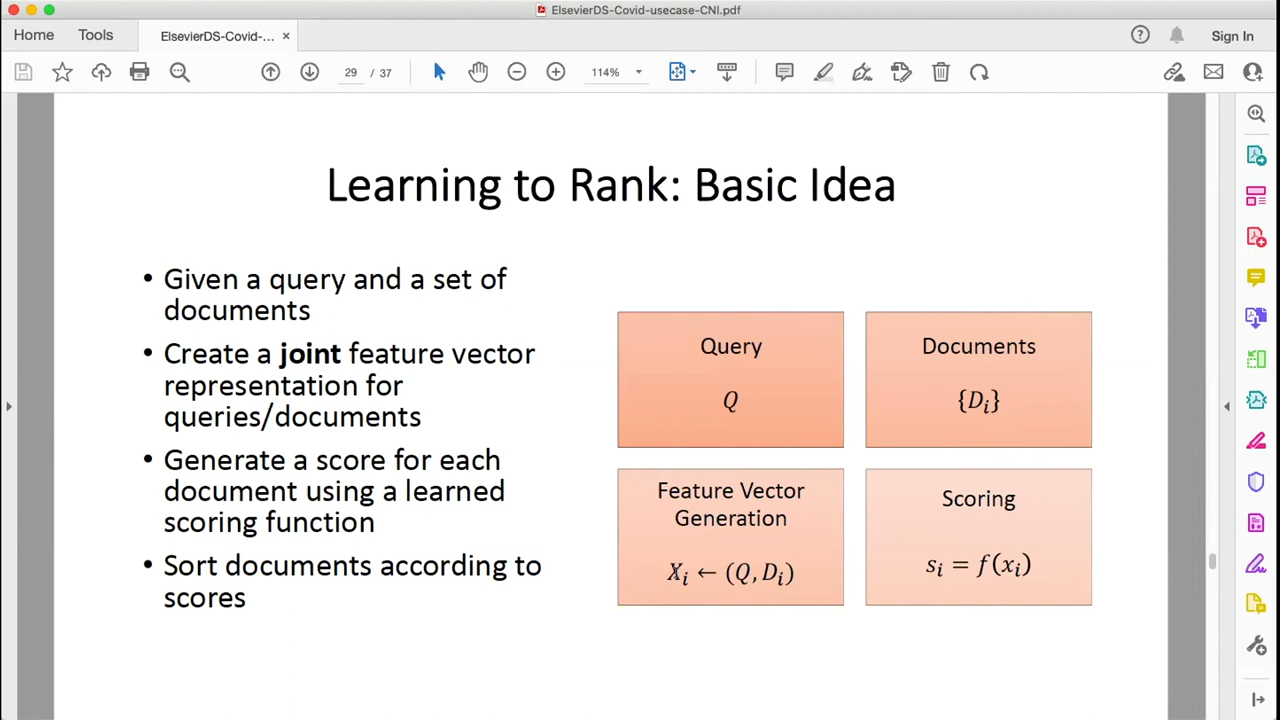 ElsevierDS-Covid-usecase-CNI.pdf
Home
Tools
ElsevierDS-Covid-...
Sign In
29 / 37
114%
Learning to Rank: Basic Idea
• Given a query and a set of
documents
• Create a joint feature vector
representation for
queries/documents
• Generate a score for each
document using a learned
scoring function
• Sort documents according to
scores
Query
Q
Documents
{Dᵢ}
Feature Vector
Generation
Xᵢ ← (Q, Dᵢ)
Scoring
sᵢ = f(xᵢ)